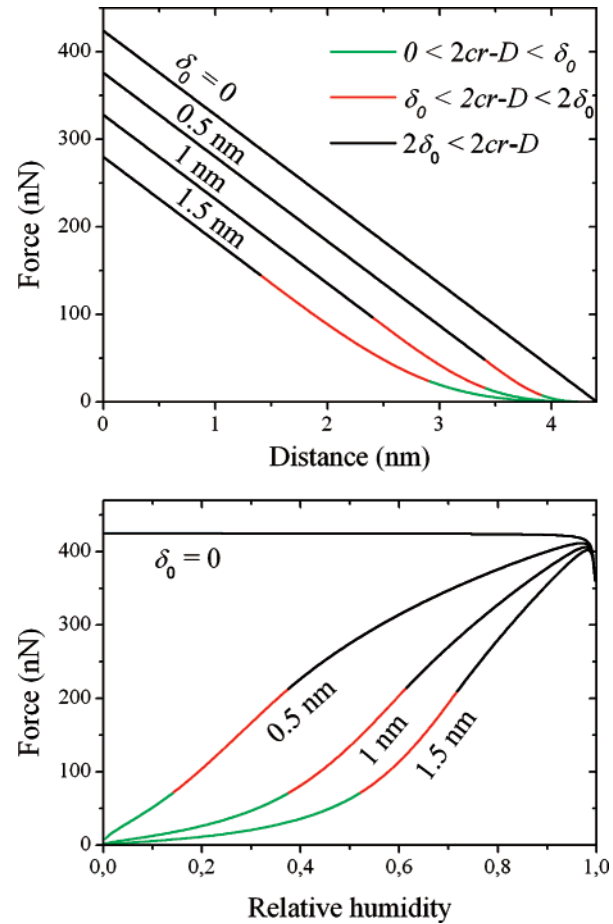 400
300
200
100
0
Force (nN)
δ₀ = 0
0.5 nm
1 nm
1.5 nm
0 < 2cr-D < δ₀
δ₀ < 2cr-D < 2δ₀
2δ₀ < 2cr-D
0 1 2 3 4
Distance (nm)
400
300
200
100
0
Force (nN)
δ₀ = 0
0.5 nm
1 nm
1.5 nm
0,0 0,2 0,4 0,6 0,8 1,0
Relative humidity